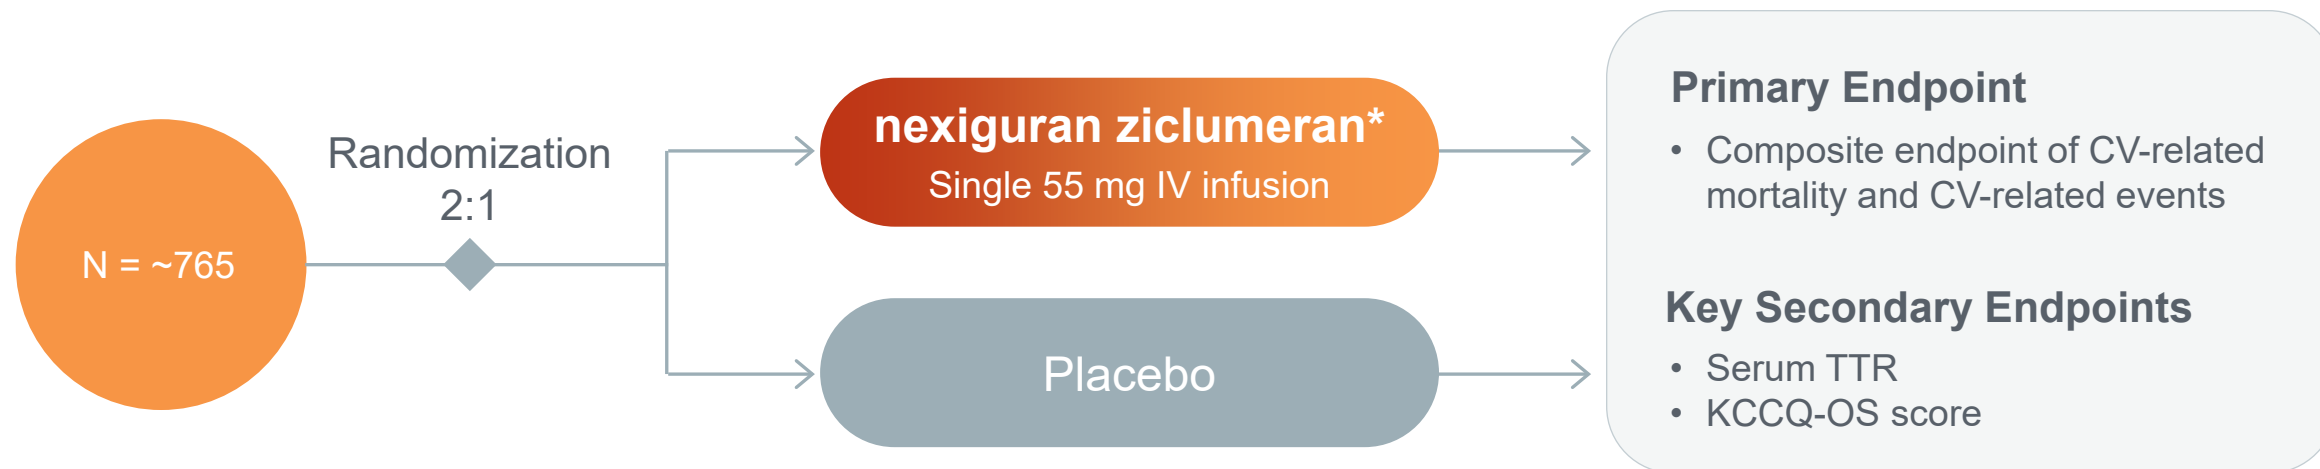 N = ~765
Randomization
2:1
nexiguran ziclumeran*
Single 55 mg IV infusion
Placebo
Primary Endpoint
• Composite endpoint of CV-related
mortality and CV-related events
Key Secondary Endpoints
• Serum TTR
• KCCQ-OS score